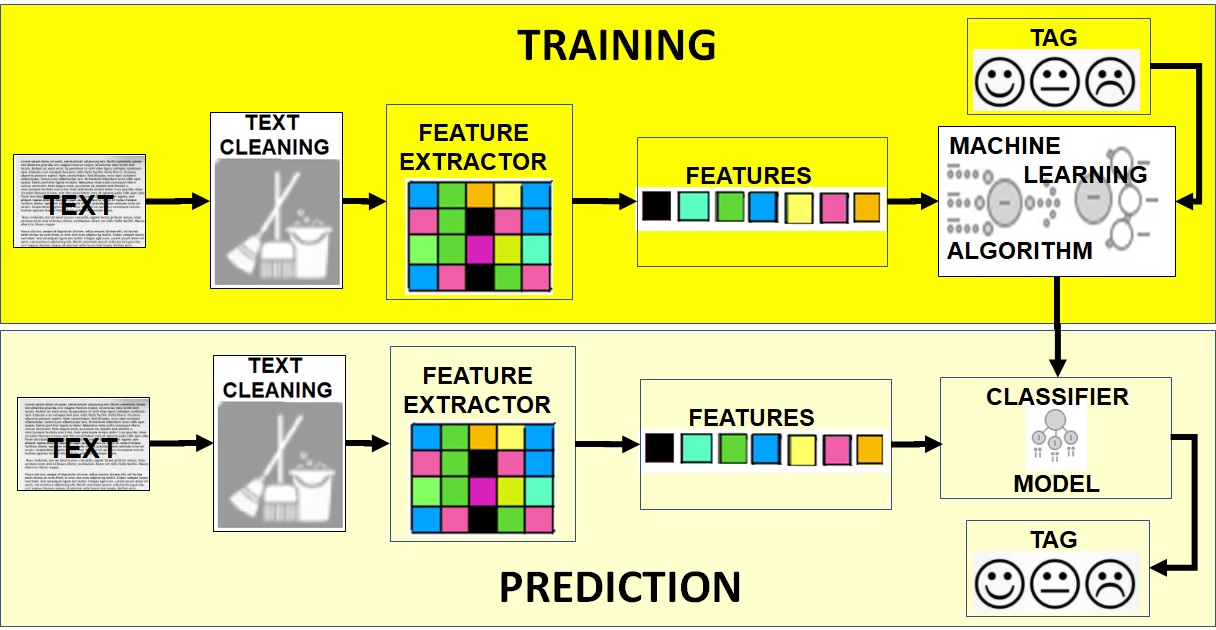 TRAINING
TAG
TEXT
CLEANING
FEATURE
EXTRACTOR
TEXT
FEATURES
MACHINE
LEARNING
ALGORITHM
TEXT
CLEANING
FEATURE
EXTRACTOR
TEXT
FEATURES
CLASSIFIER
MODEL
TAG
PREDICTION